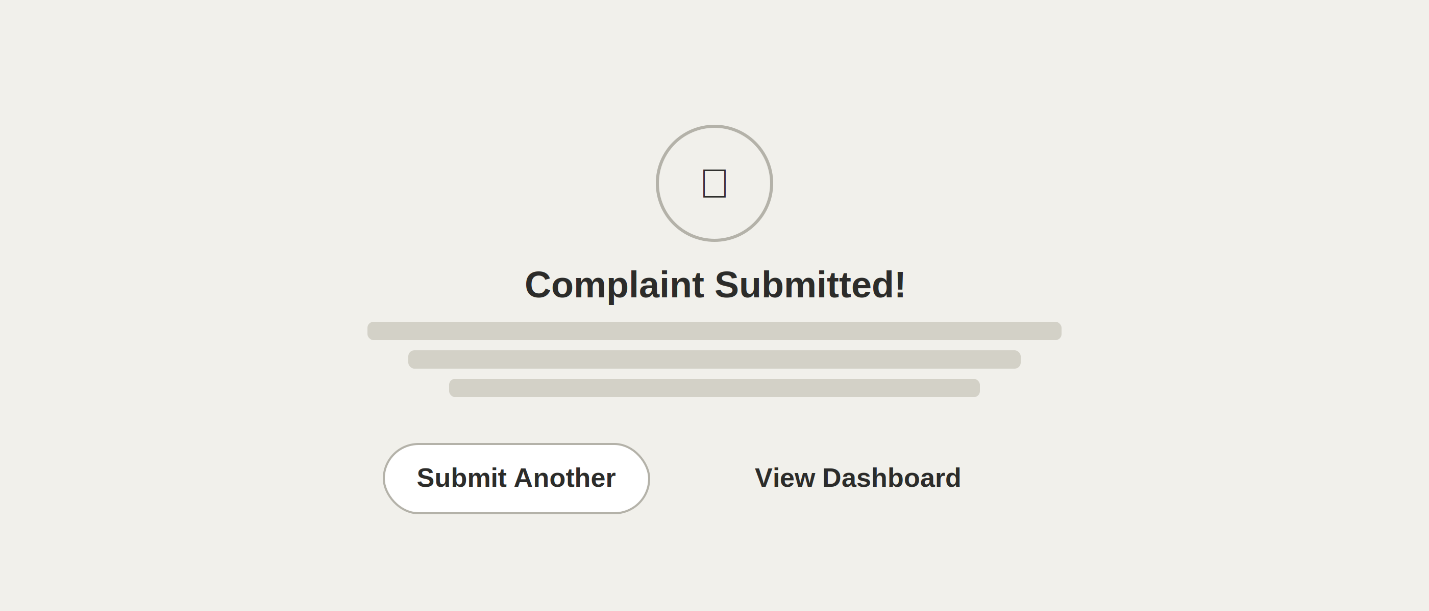 Complaint Submitted!
Submit Another
View Dashboard